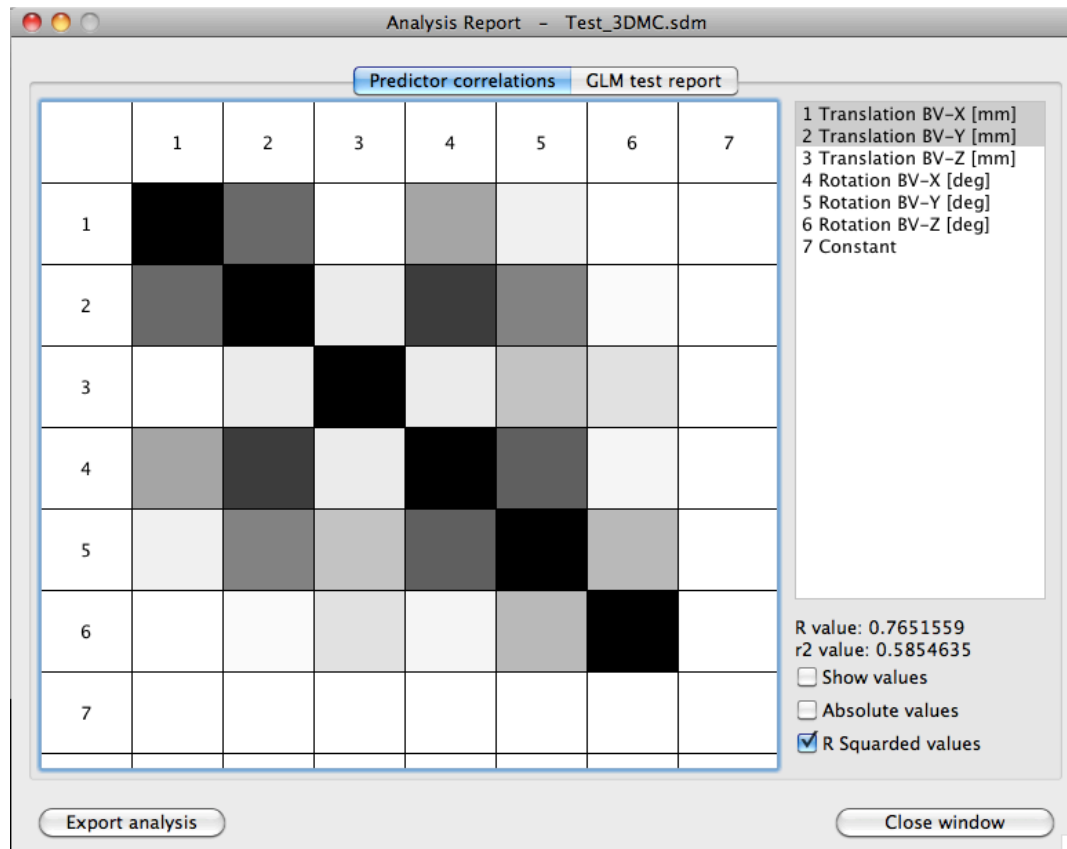 Analysis Report – Test_3DMC.sdm
Predictor correlations GLM test report
1 2 3 4 5 6 7
1
2
3
4
5
6
7
1 Translation BV-X [mm]
2 Translation BV-Y [mm]
3 Translation BV-Z [mm]
4 Rotation BV-X [deg]
5 Rotation BV-Y [deg]
6 Rotation BV-Z [deg]
7 Constant
R value: 0.7651559
r2 value: 0.5854635
Show values
Absolute values
R Squarded values
Export analysis Close window